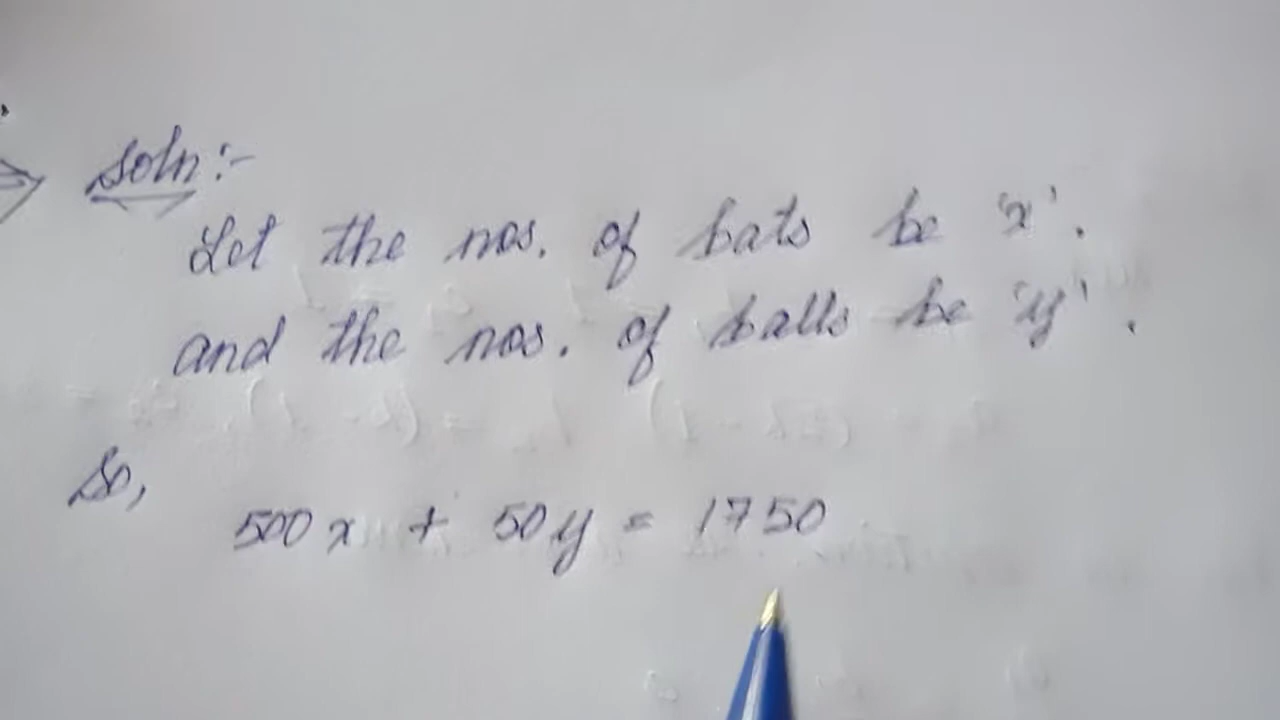 Soln:-
Let the nos. of bats be 'x'.
and the nos. of balls be 'y'.
So,
500x + 50y = 1750